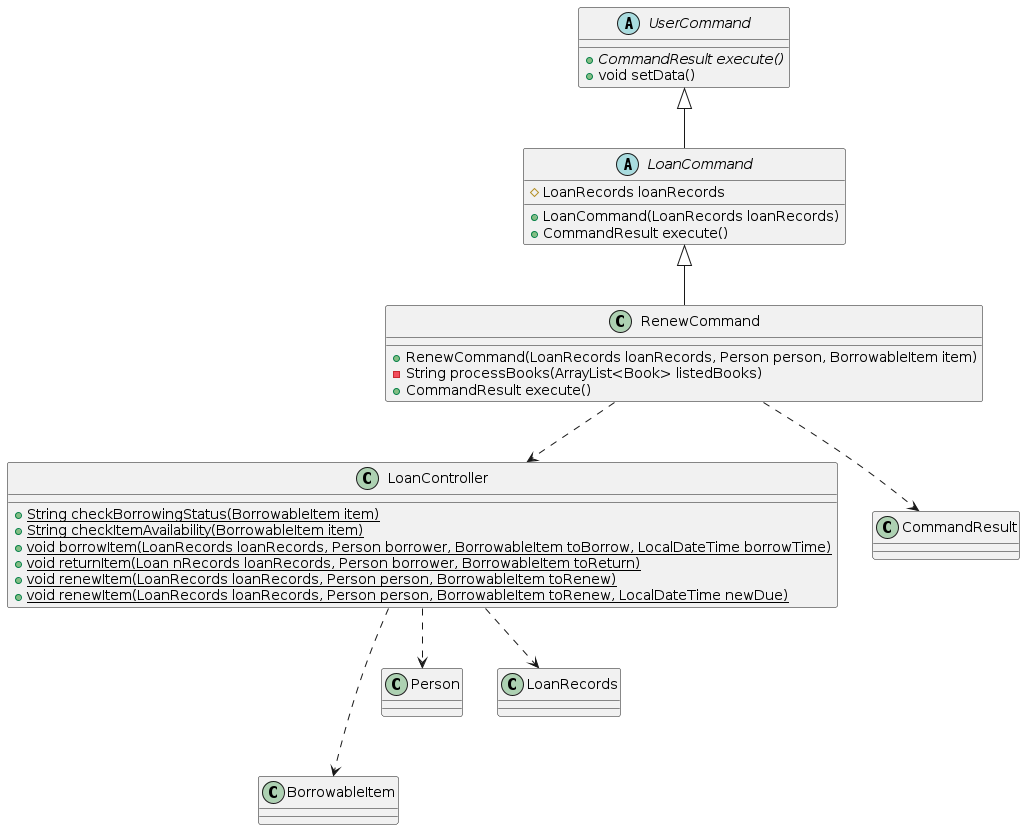 A UserCommand
CommandResult execute()
void setData()
A LoanCommand
LoanRecords loanRecords
LoanCommand(LoanRecords loanRecords)
CommandResult execute()
C RenewCommand
RenewCommand(LoanRecords loanRecords, Person person, BorrowableItem item)
String processBooks(ArrayList<Book> listedBooks)
CommandResult execute()
C LoanController
String checkBorrowingStatus(BorrowableItem item)
String checkItemAvailability(BorrowableItem item)
void borrowItem(LoanRecords loanRecords, Person borrower, BorrowableItem toBorrow, LocalDateTime borrowTime)
void returnItem(Loan nRecords loanRecords, Person borrower, BorrowableItem toReturn)
void renewItem(LoanRecords loanRecords, Person person, BorrowableItem toRenew)
void renewItem(LoanRecords loanRecords, Person person, BorrowableItem toRenew, LocalDateTime newDue)
C CommandResult
C Person
C LoanRecords
C BorrowableItem